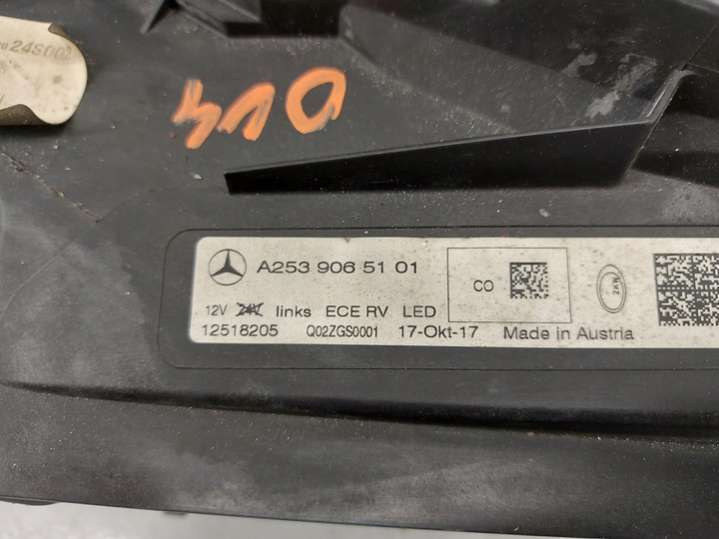 24S002
A253 906 51 01
CO
12V 24V links ECE RV LED
12518205 Q02ZGS0001 17-Okt-17 Made in Austria